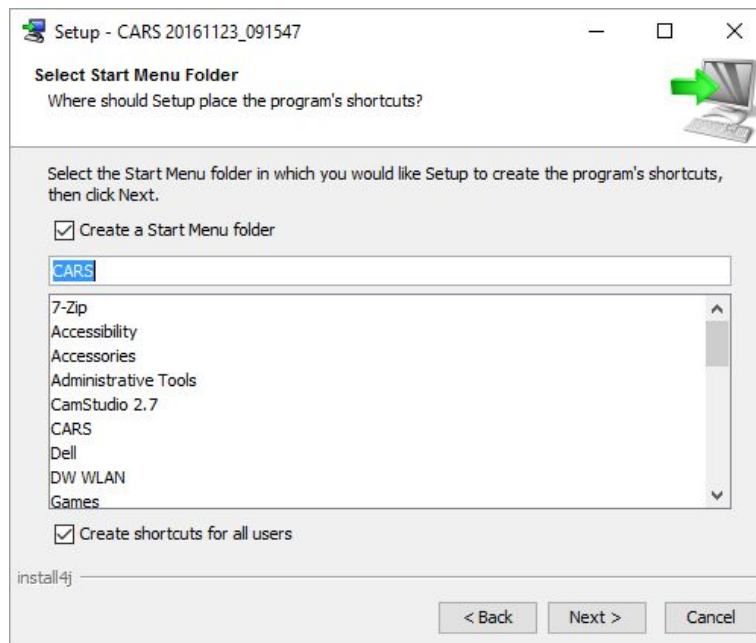 Setup - CARS 20161123_091547
Select Start Menu Folder
Where should Setup place the program's shortcuts?
Select the Start Menu folder in which you would like Setup to create the program's shortcuts,
then click Next.
Create a Start Menu folder
CARS
7-Zip
Accessibility
Accessories
Administrative Tools
CamStudio 2.7
CARS
Dell
DW WLAN
Games
Create shortcuts for all users
install4j
< Back
Next >
Cancel